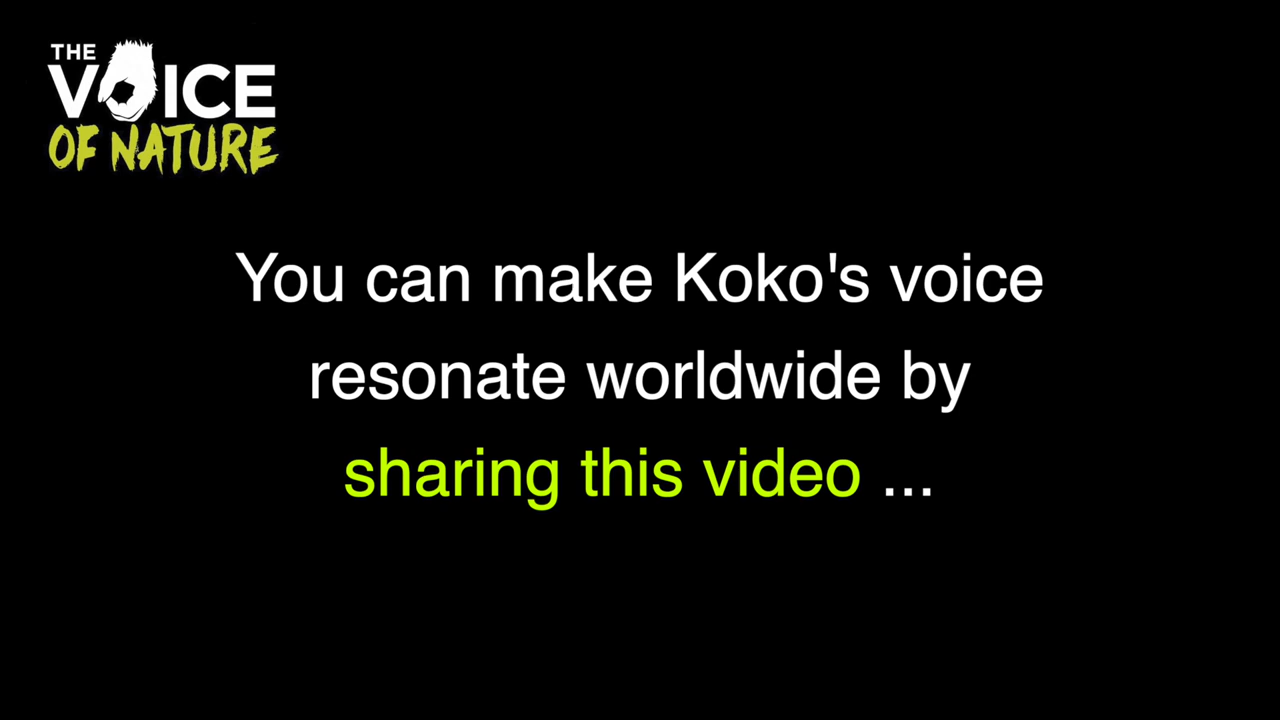 THE
VOICE
OF NATURE
You can make Koko's voice
resonate worldwide by
sharing this video ...